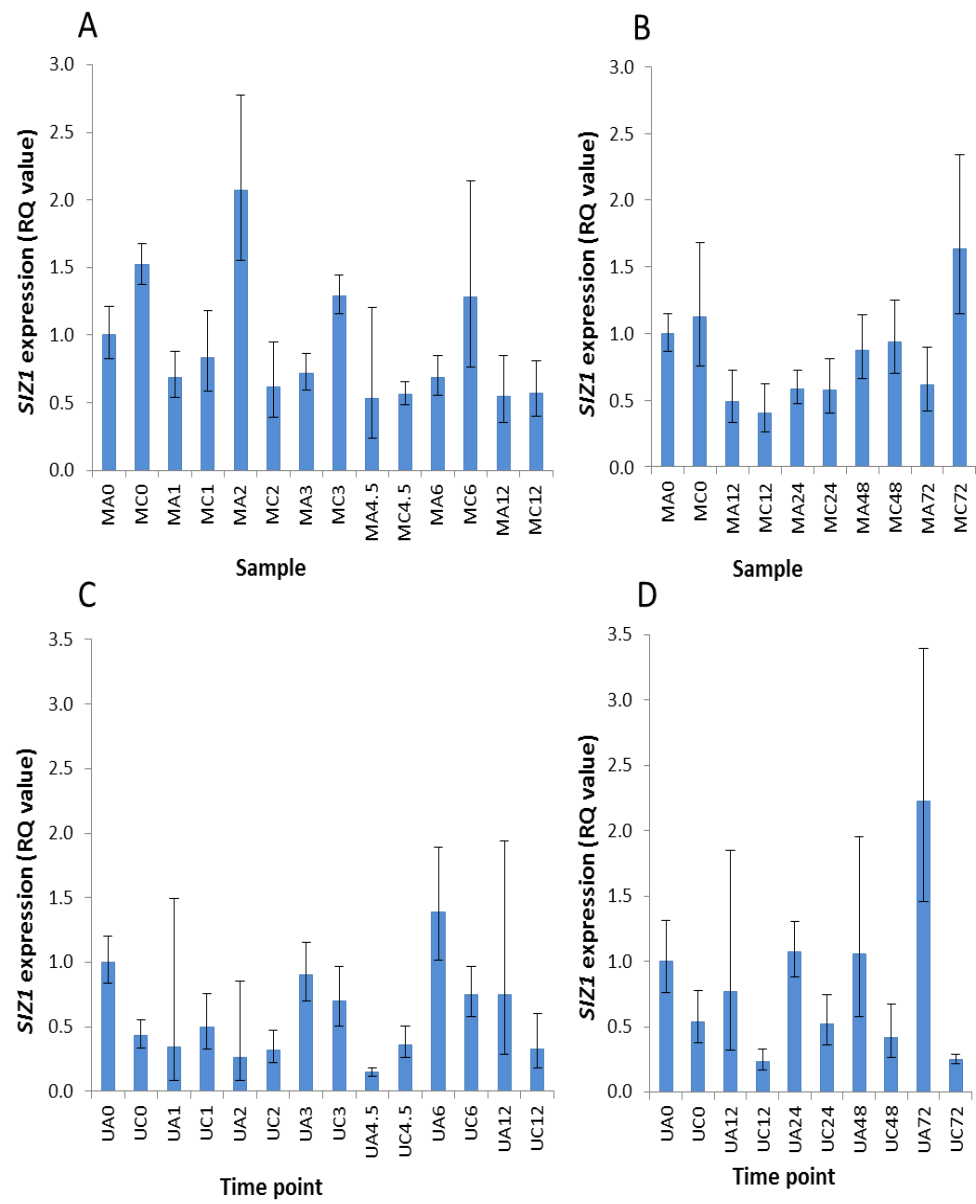 A
SIZ1 expression (RQ value)
3.0
2.5
2.0
1.5
1.0
0.5
0.0
MA0 MC0 MA1 MC1 MA2 MC2 MA3 MC3 MA4.5 MC4.5 MA6 MC6 MA12 MC12
Sample
B
SIZ1 expression (RQ value)
3.0
2.5
2.0
1.5
1.0
0.5
0.0
MA0 MC0 MA12 MC12 MA24 MC24 MA48 MC48 MA72 MC72
Sample
C
SIZ1 expression (RQ value)
3.5
3.0
2.5
2.0
1.5
1.0
0.5
0.0
UA0 UC0 UA1 UC1 UA2 UC2 UA3 UC3 UA4.5 UC4.5 UA6 UC6 UA12 UC12
Time point
D
SIZ1 expression (RQ value)
3.5
3.0
2.5
2.0
1.5
1.0
0.5
0.0
UA0 UC0 UA12 UC12 UA24 UC24 UA48 UC48 UA72 UC72
Time point